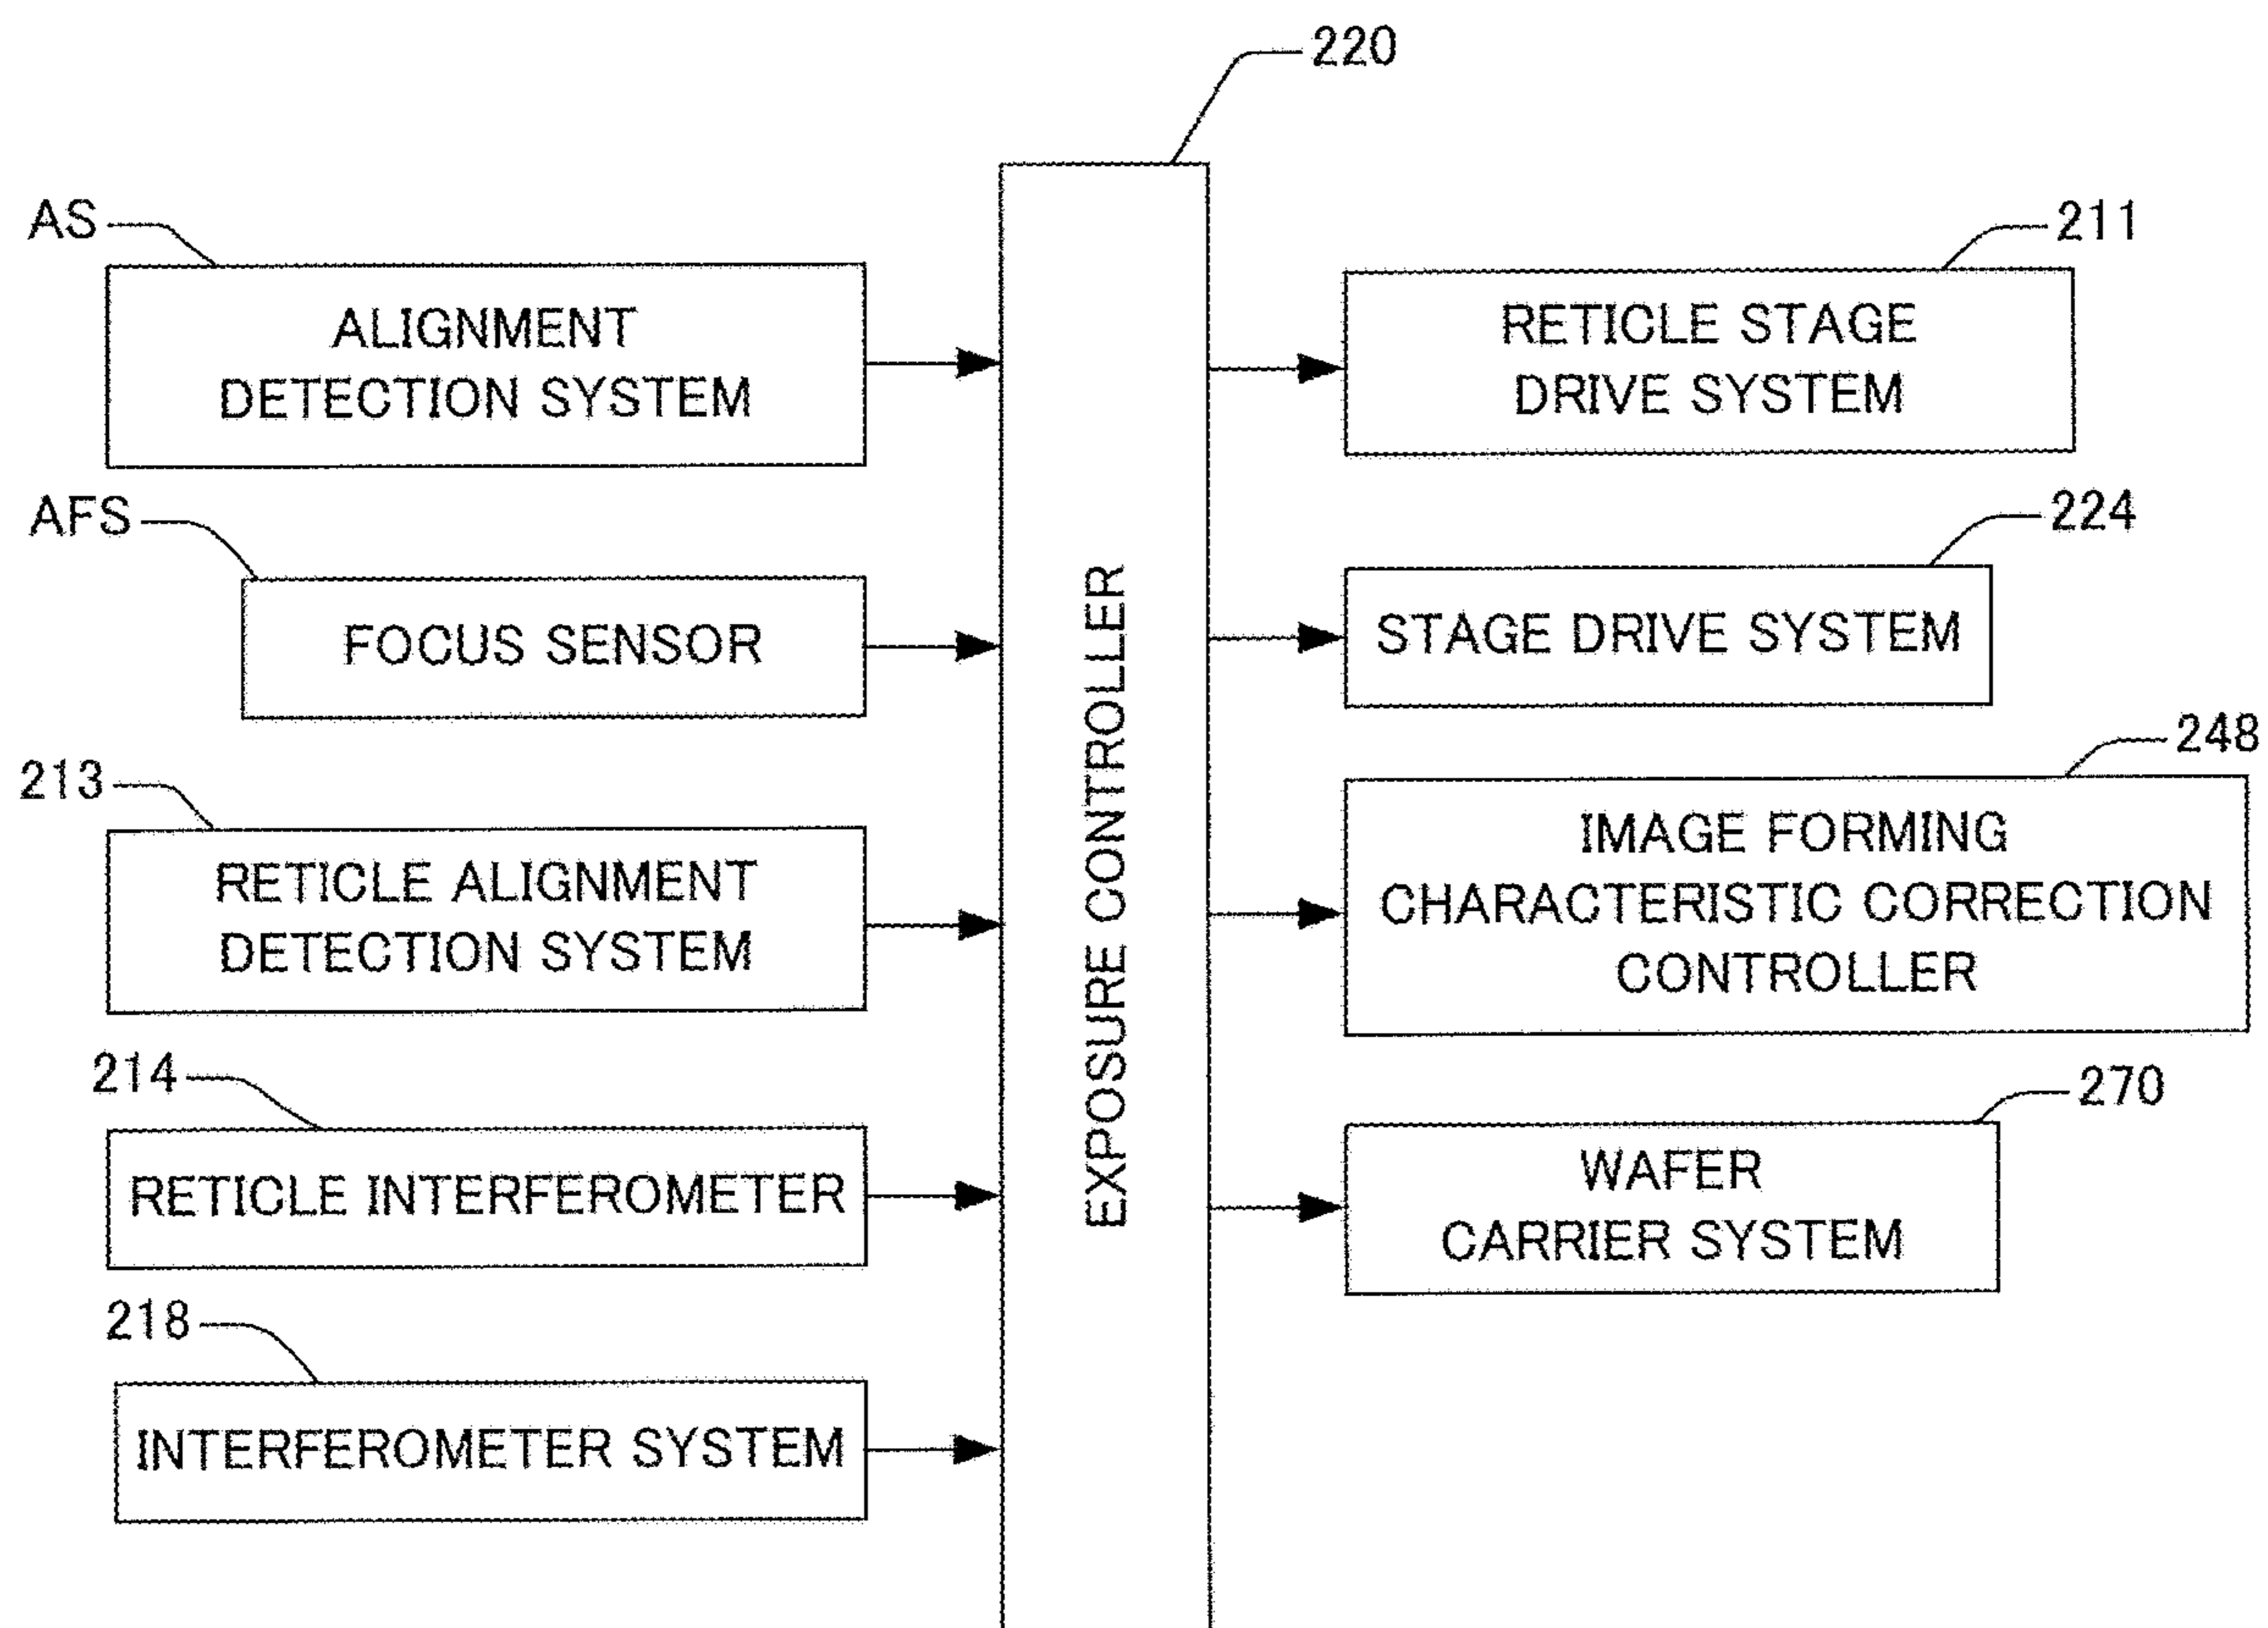 220
AS
ALIGNMENT
DETECTION SYSTEM
211
RETICLE STAGE
DRIVE SYSTEM
AFS
FOCUS SENSOR
224
STAGE DRIVE SYSTEM
EXPOSURE CONTROLLER
213
RETICLE ALIGNMENT
DETECTION SYSTEM
248
IMAGE FORMING
CHARACTERISTIC CORRECTION
CONTROLLER
214
RETICLE INTERFEROMETER
270
WAFER
CARRIER SYSTEM
218
INTERFEROMETER SYSTEM